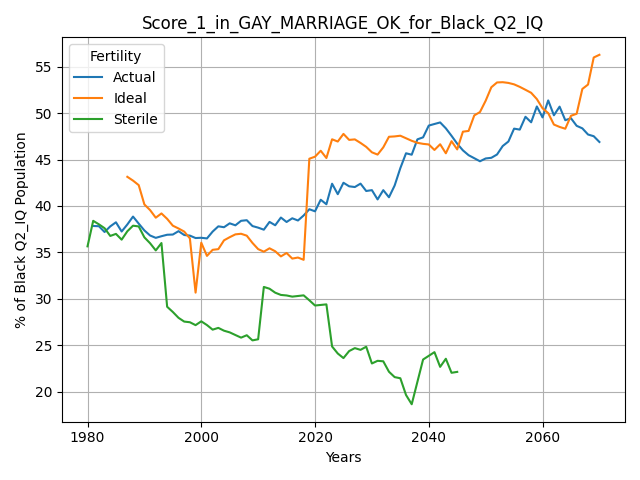 Score_1_in_GAY_MARRIAGE_OK_for_Black_Q2_IQ
Fertility
Actual
Ideal
Sterile
% of Black Q2_IQ Population
55
50
45
40
35
30
25
20
1980
2000
2020
2040
2060
Years